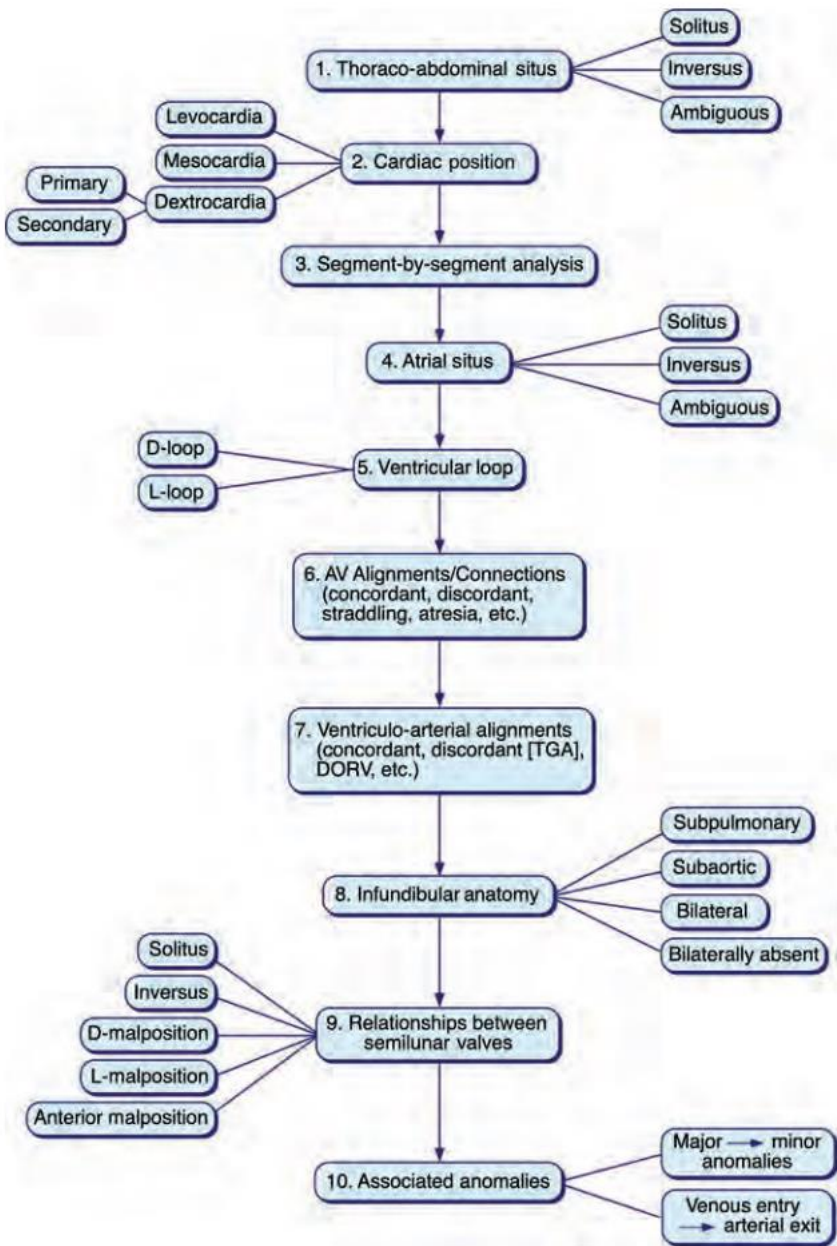 Solitus
1. Thoraco-abdominal situs
Inversus
Ambiguous
Levocardia
Mesocardia
2. Cardiac position
Primary
Dextrocardia
Secondary
3. Segment-by-segment analysis
Solitus
4. Atrial situs
Inversus
Ambiguous
D-loop
5. Ventricular loop
L-loop
6. AV Alignments/Connections
(concordant, discordant,
straddling, atresia, etc.)
7. Ventriculo-arterial alignments
(concordant, discordant [TGA],
DORV, etc.)
Subpulmonary
Subaortic
8. Infundibular anatomy
Bilateral
Bilaterally absent
Solitus
Inversus
D-malposition
9. Relationships between
semilunar valves
L-malposition
Anterior malposition
10. Associated anomalies
Major → minor
anomalies
Venous entry
→ arterial exit